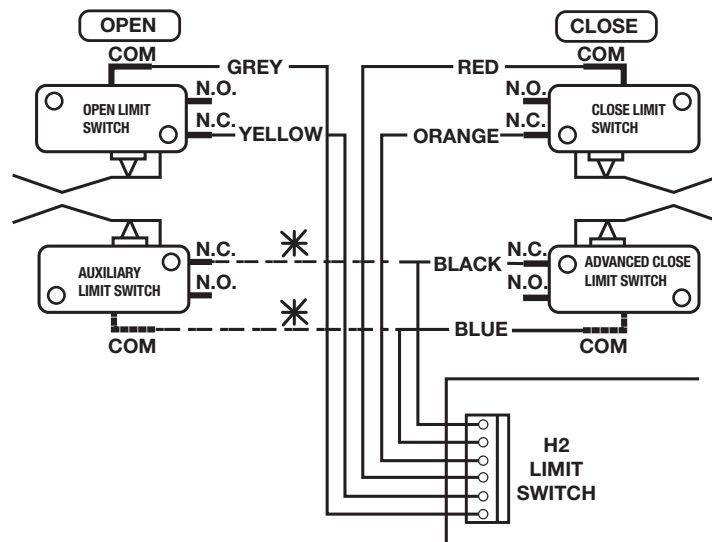 OPEN
CLOSE
COM
COM
GREY
RED
N.O.
N.O.
OPEN LIMIT
SWITCH
CLOSE LIMIT
SWITCH
N.C.
N.C.
YELLOW
ORANGE
N.C.
BLACK
N.C.
AUXILIARY
LIMIT SWITCH
ADVANCED CLOSE
LIMIT SWITCH
N.O.
N.O.
BLUE
COM
COM
H2
LIMIT
SWITCH